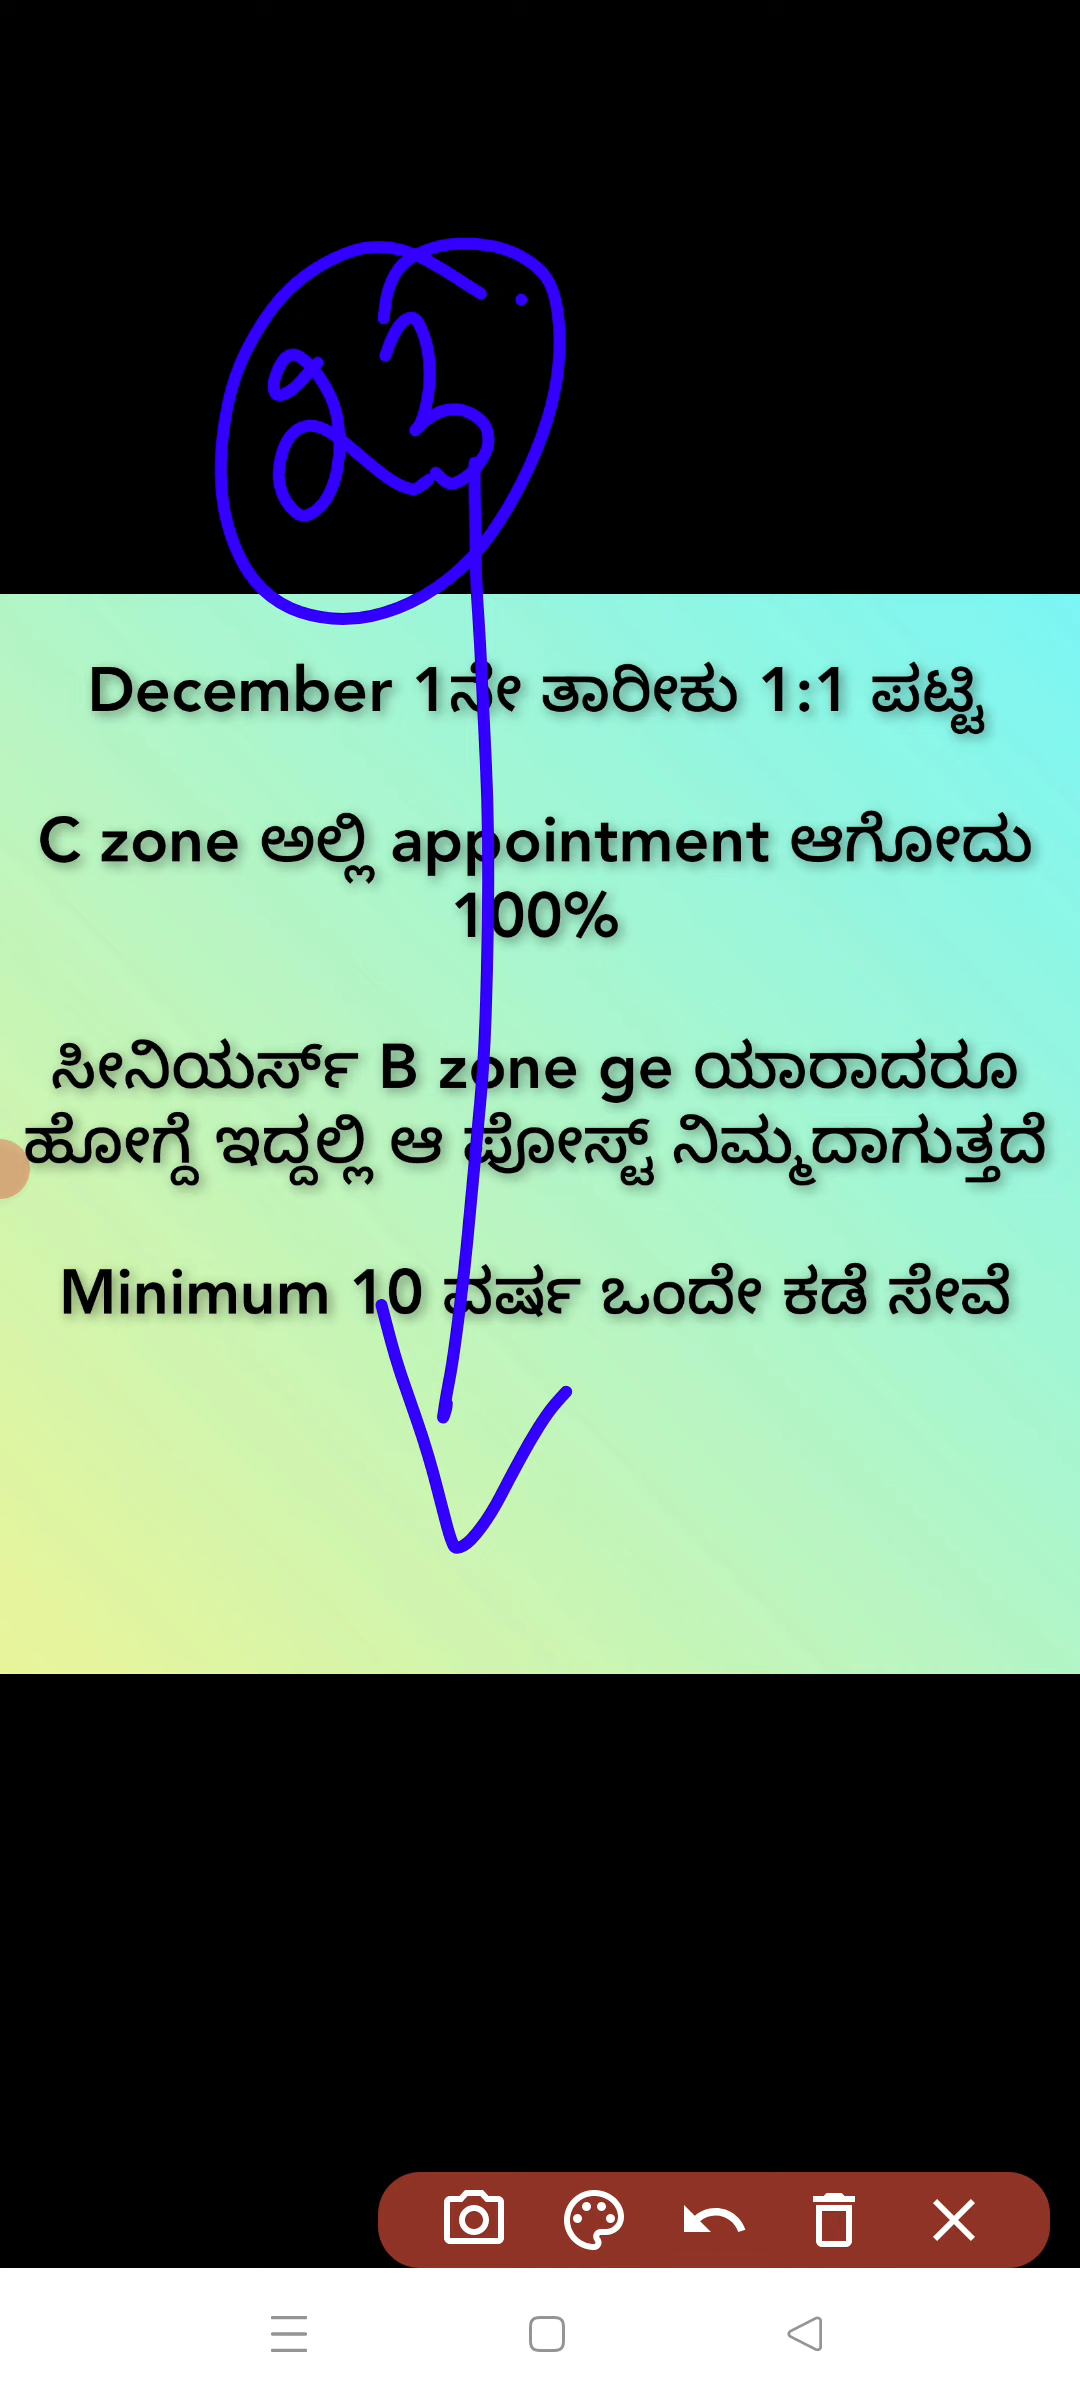 23
December 1ನೇ ತಾರೀಕು 1:1 ಪಟ್ಟಿ
C zone ಅಲ್ಲಿ appointment ಆಗೋದು
100%
ಸೀನಿಯರ್ಸ್ B zone ge ಯಾರಾದರೂ
ಹೋಗ್ದೆ ಇದ್ದಲ್ಲಿ ಆ ಪೋಸ್ಟ್ ನಿಮ್ಮದಾಗುತ್ತದೆ
Minimum 10 ವರ್ಷ ಒಂದೇ ಕಡೆ ಸೇವೆ